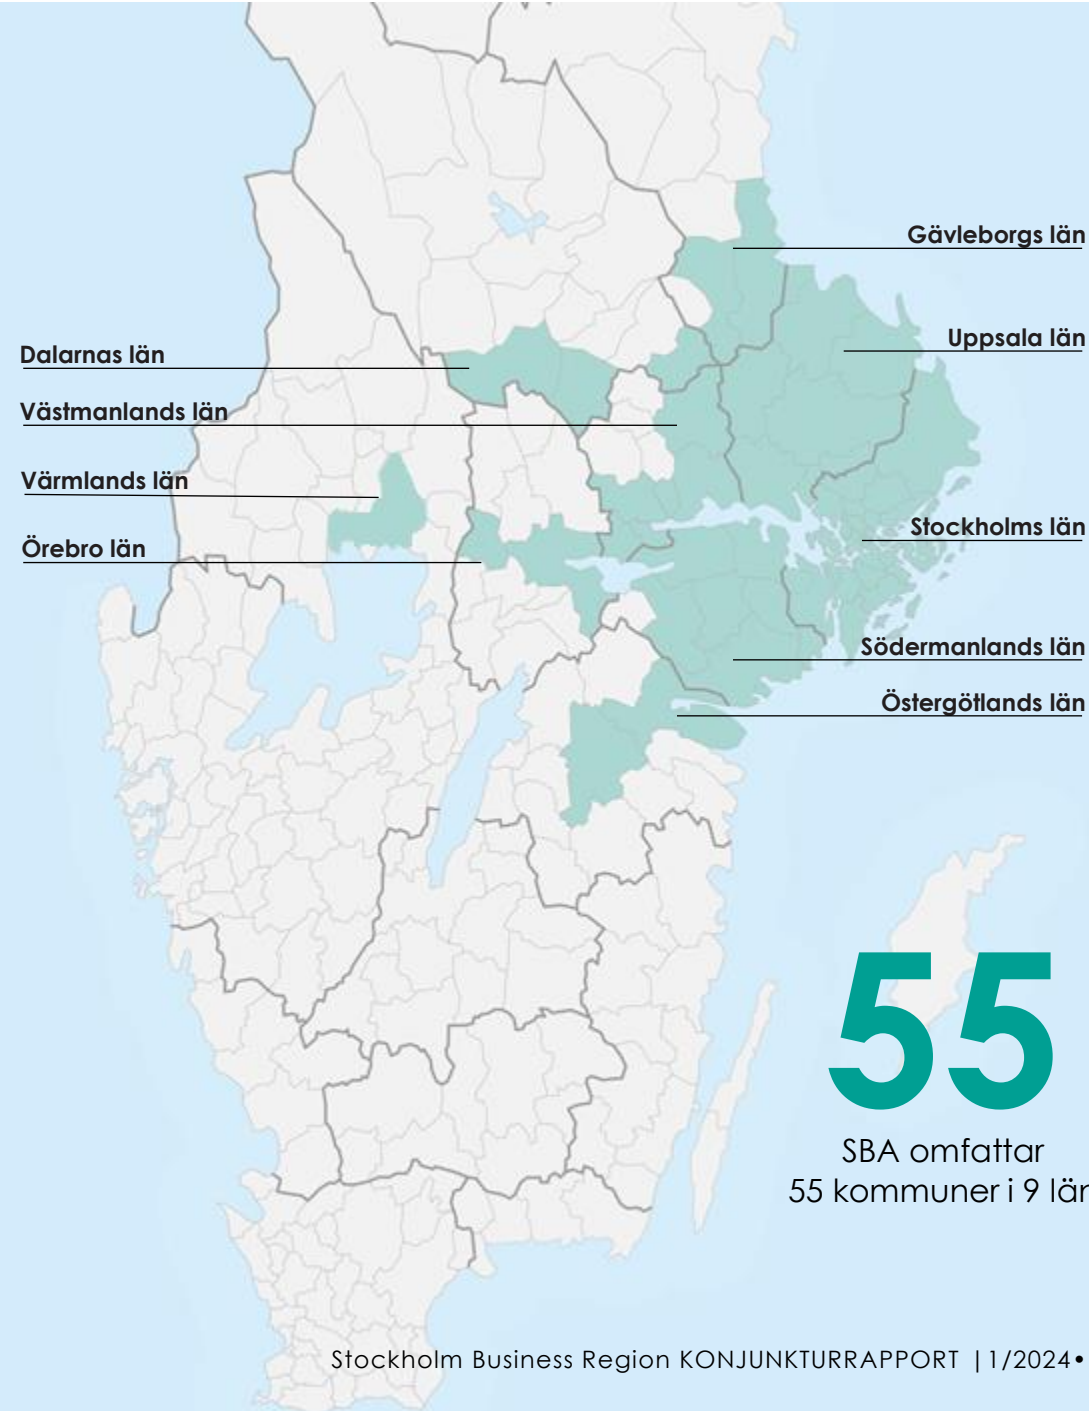 Gävleborgs län
Uppsala län
Dalarnas län
Västmanlands län
Värmlands län
Stockholms län
Örebro län
Södermanlands län
Östergötlands län
55
SBA omfattar
55 kommuner i 9 län
Stockholm Business Region KONJUNKTURRAPPORT | 1/2024•